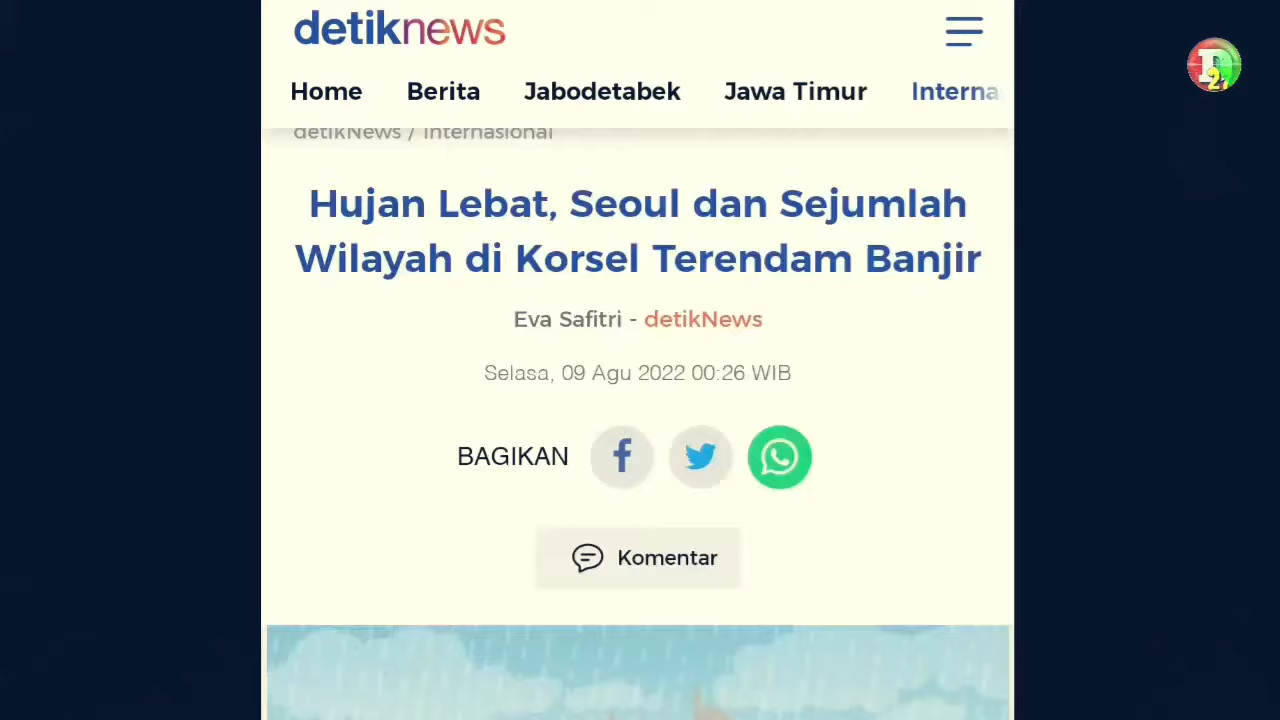 detiknews
Home Berita Jabodetabek Jawa Timur Interna
detikNews / Internasional
Hujan Lebat, Seoul dan Sejumlah
Wilayah di Korsel Terendam Banjir
Eva Safitri - detikNews
Selasa, 09 Agu 2022 00:26 WIB
BAGIKAN
Komentar